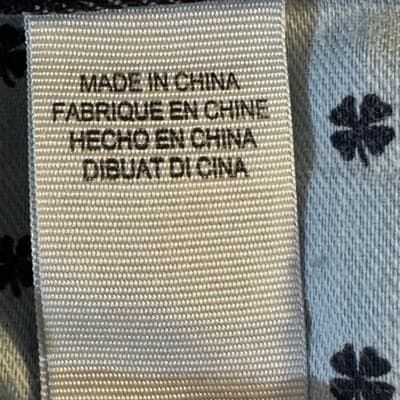 MADE IN CHINA
FABRIQUE EN CHINE
HECHO EN CHINA
DIBUAT DI CINA